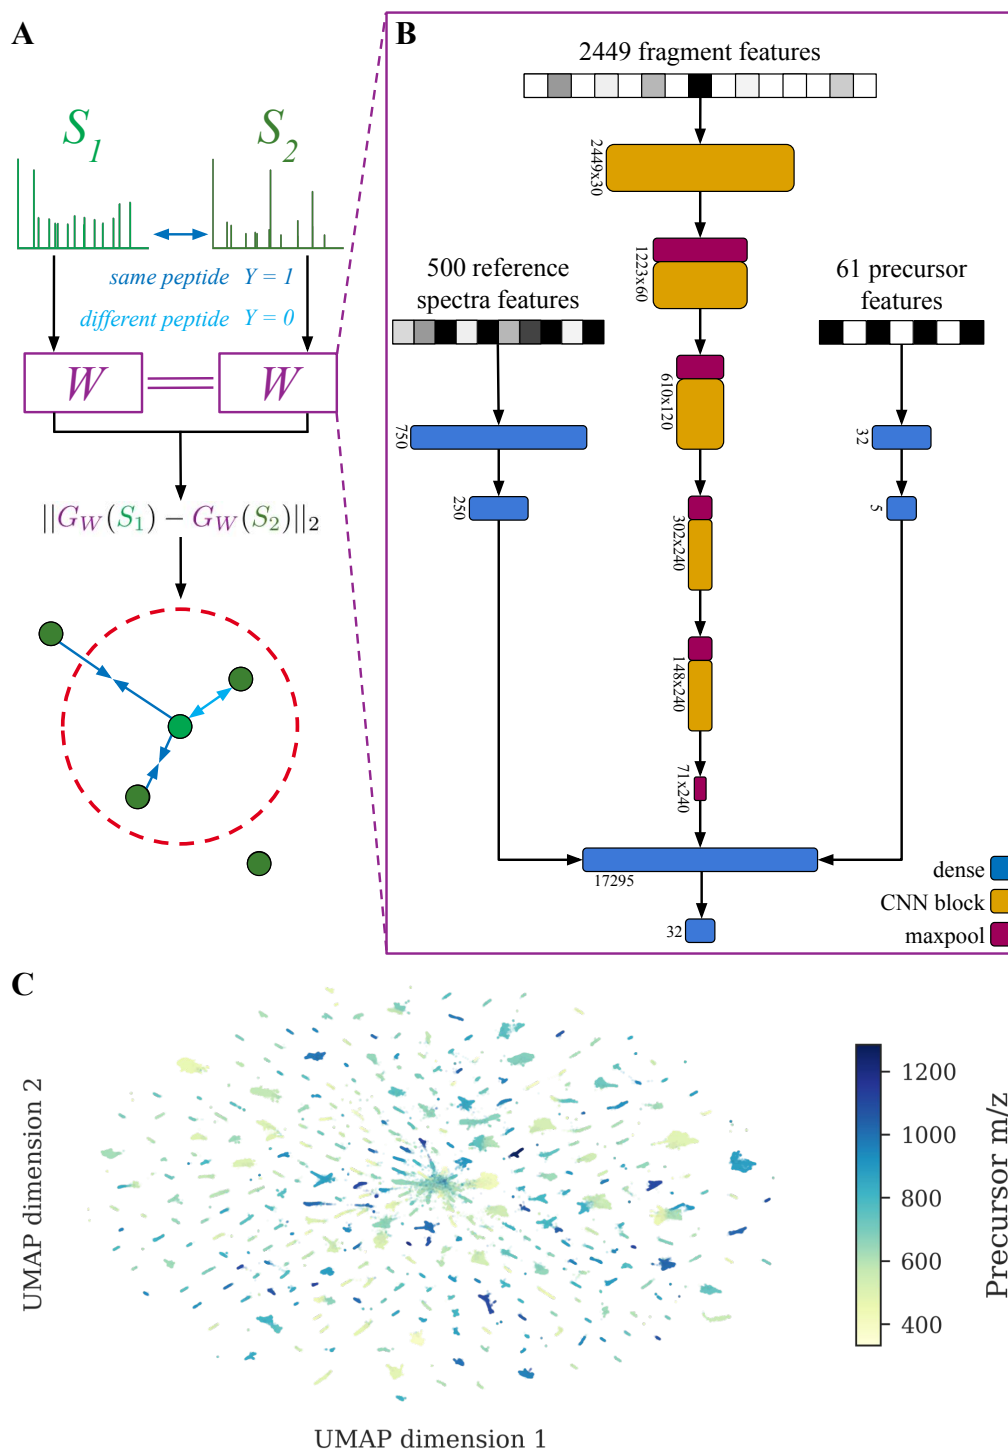 A
S1
S2
same peptide Y = 1
different peptide Y = 0
W
W
||GW(S1) − GW(S2)||2
B
2449 fragment features
2449x30
1223x60
500 reference
spectra features
61 precursor
features
610x120
750
32
250
5
302x240
148x240
71x240
17295
32
dense
CNN block
maxpool
C
UMAP dimension 2
UMAP dimension 1
1200
1000
800
600
400
Precursor m/z